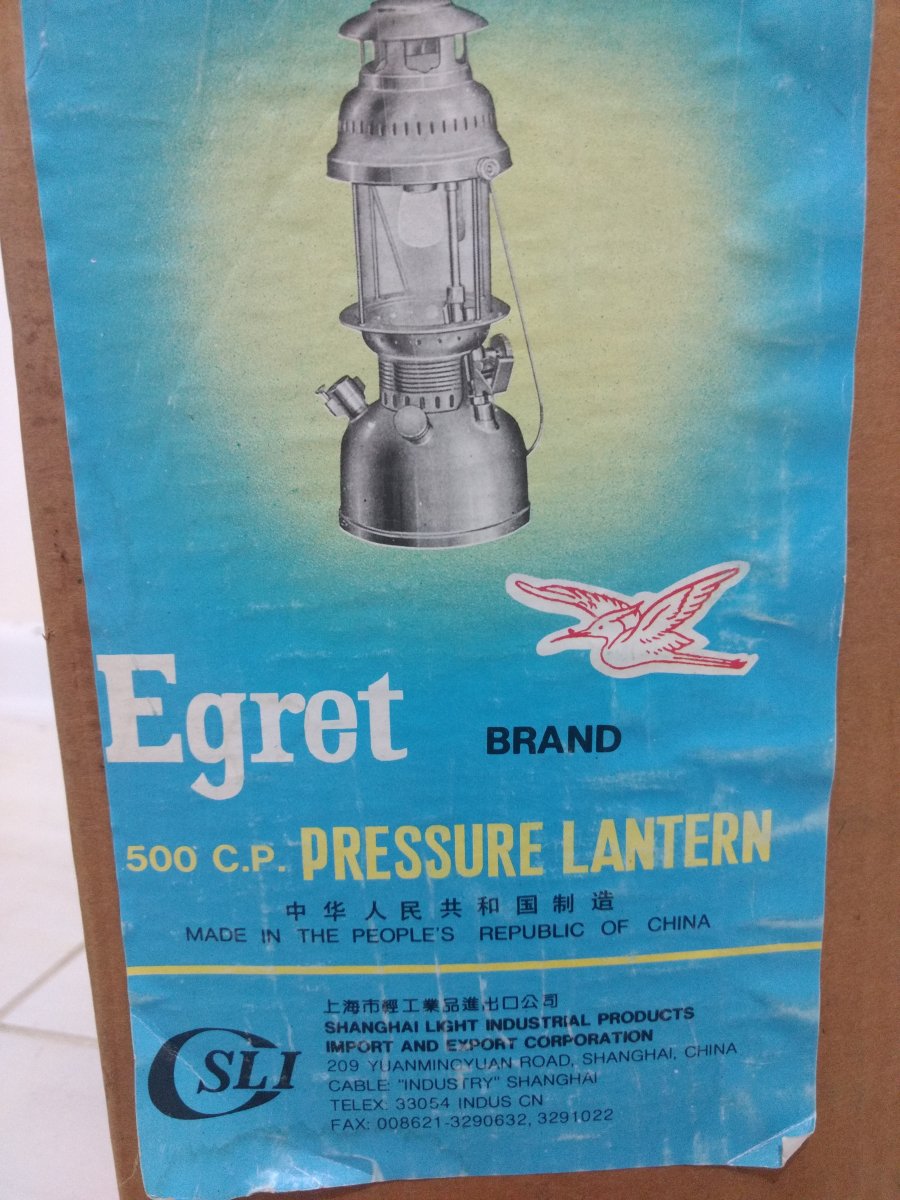 Egret BRAND
500 C.P. PRESSURE LANTERN
中华人民共和国制造
MADE IN THE PEOPLE'S REPUBLIC OF CHINA
上海市輕工業品進出口公司
SHANGHAI LIGHT INDUSTRIAL PRODUCTS
IMPORT AND EXPORT CORPORATION
209 YUANMINGYUAN ROAD, SHANGHAI, CHINA
CABLE: "INDUSTRY" SHANGHAI
TELEX: 33054 INDUS CN
FAX: 008621-3290632, 3291022
CSLI